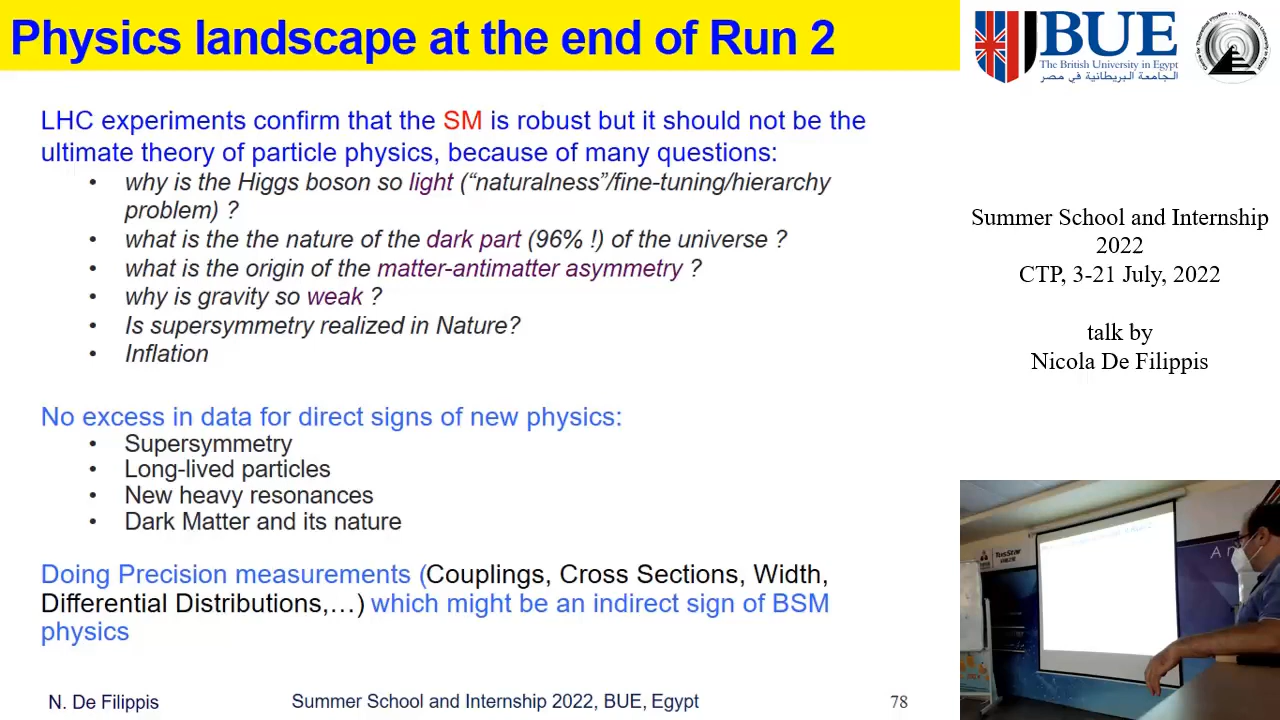 Physics landscape at the end of Run 2
BUE
The British University in Egypt
الجامعة البريطانية في مصر
LHC experiments confirm that the SM is robust but it should not be the
ultimate theory of particle physics, because of many questions:
• why is the Higgs boson so light (“naturalness”/fine-tuning/hierarchy
problem) ?
• what is the the nature of the dark part (96% !) of the universe ?
• what is the origin of the matter-antimatter asymmetry ?
• why is gravity so weak ?
• Is supersymmetry realized in Nature?
• Inflation
No excess in data for direct signs of new physics:
• Supersymmetry
• Long-lived particles
• New heavy resonances
• Dark Matter and its nature
Doing Precision measurements (Couplings, Cross Sections, Width,
Differential Distributions,…) which might be an indirect sign of BSM
physics
N. De Filippis
Summer School and Internship 2022, BUE, Egypt
78
Summer School and Internship
2022
CTP, 3-21 July, 2022
talk by
Nicola De Filippis
TusStar